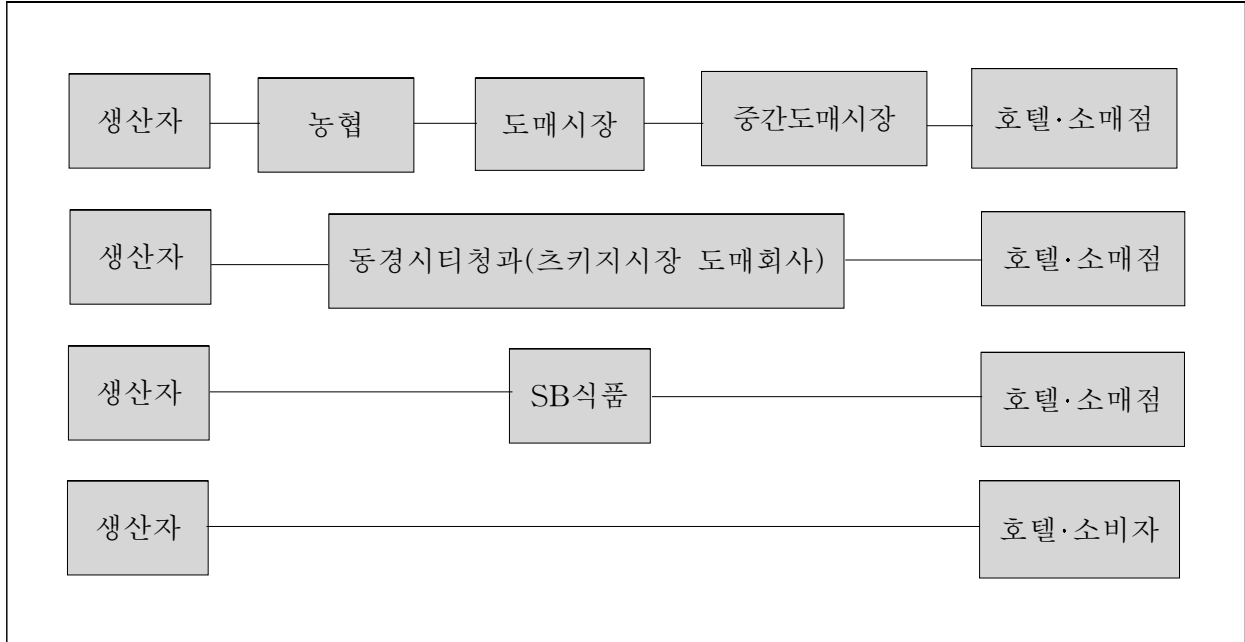 생산자 농협 도매시장 중간도매시장 호텔·소매점
생산자 동경시티청과(츠키지시장 도매회사) 호텔·소매점
생산자 SB식품 호텔·소매점
생산자 호텔·소비자